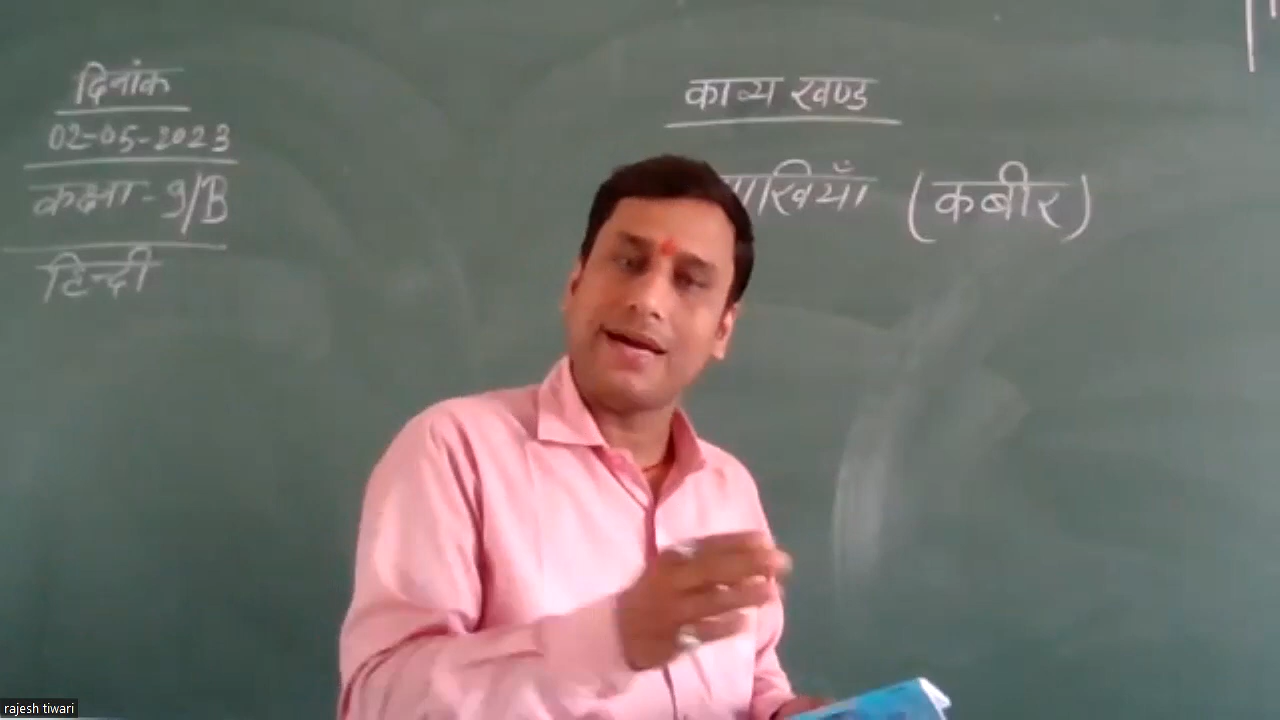 दिनांक
02-05-2023
कक्षा - 9/B
हिन्दी
काव्य खण्ड
(कबीर)
rajesh tiwari